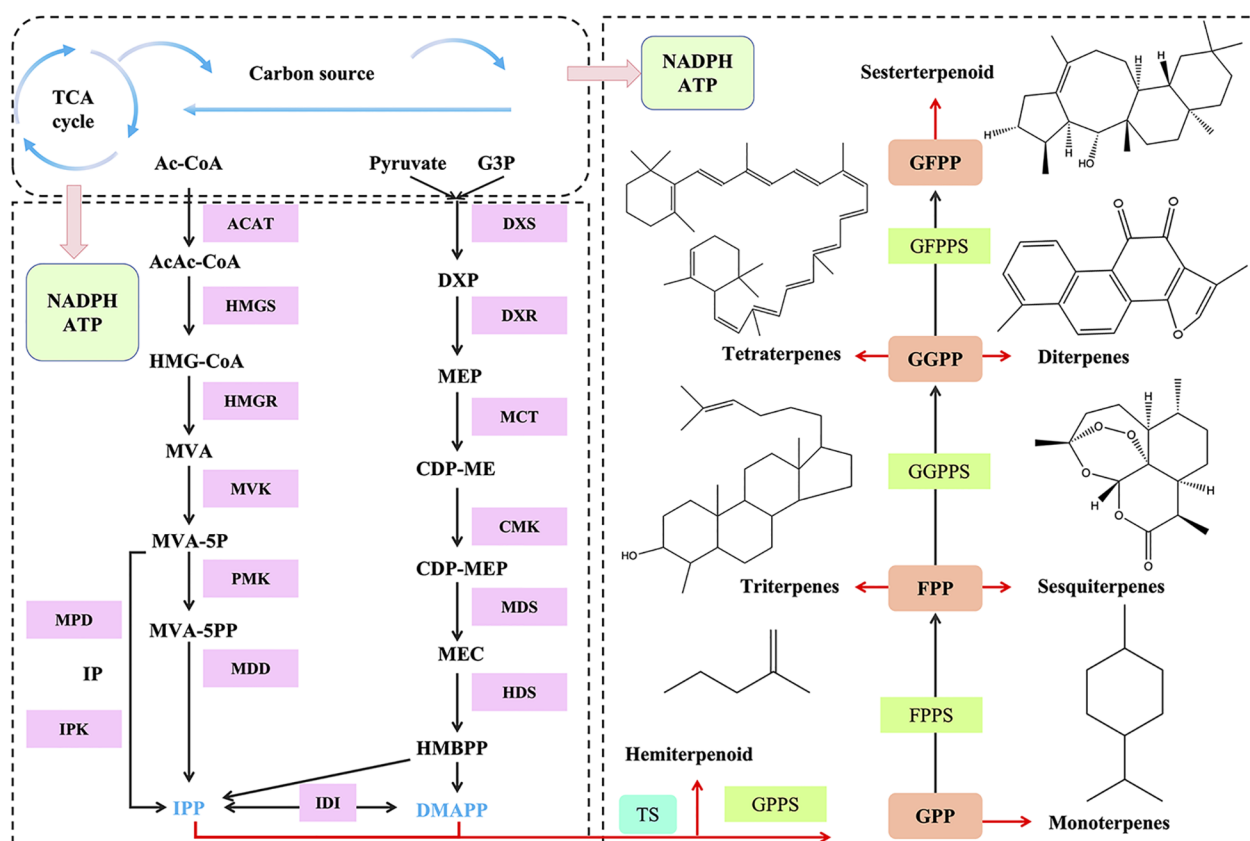 TCA
cycle
Carbon source
NADPH
ATP
Ac-CoA
Pyruvate
G3P
ACAT
AcAc-CoA
HMGS
NADPH
ATP
HMG-CoA
HMGR
MVA
MVK
MVA-5P
PMK
MPD
MVA-5PP
IP
MDD
IPK
IPP
IDI
DXS
DXP
DXR
MEP
MCT
CDP-ME
CMK
CDP-MEP
MDS
MEC
HDS
HMBPP
DMAPP
Sesterterpenoid
H
H
H
H
OH
GFPP
GFPPS
O
O
O
Tetraterpenes
GGPP
Diterpenes
GGPPS
HO
H
O
O
O
H
H
O
O
Triterpenes
FPP
Sesquiterpenes
FPPS
Hemiterpenoid
TS
GPPS
GPP
Monoterpenes